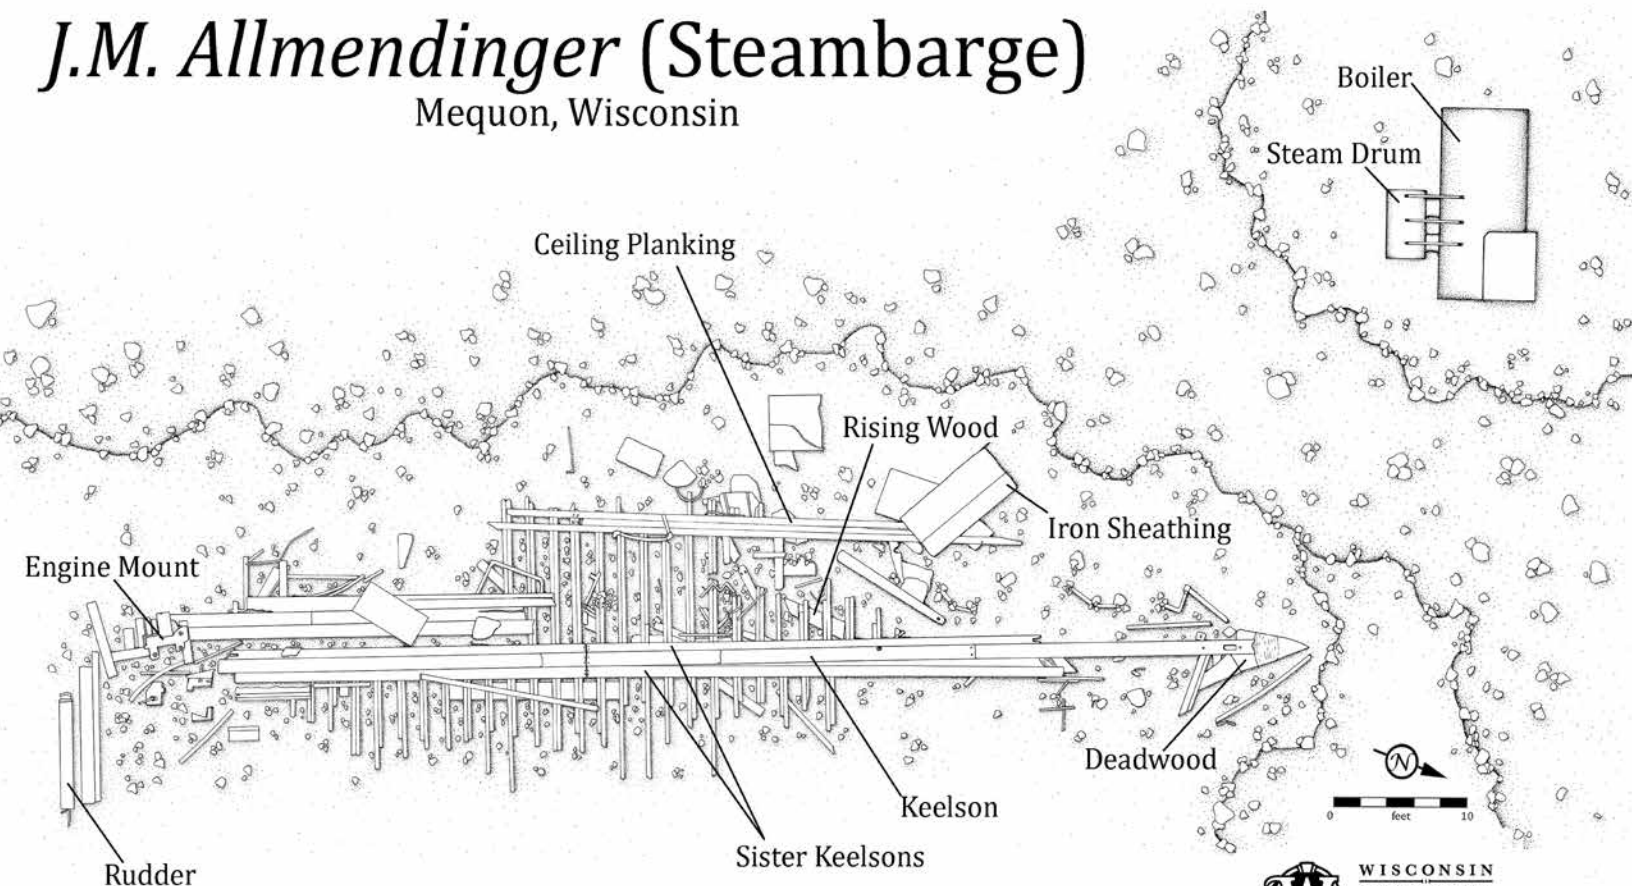 J.M. Allmendinger (Steambarge)
Mequon, Wisconsin
Boiler
Steam Drum
Ceiling Planking
Rising Wood
Iron Sheathing
Engine Mount
Deadwood
N
0 feet 10
Keelson
Sister Keelsons
Rudder
WISCONSIN